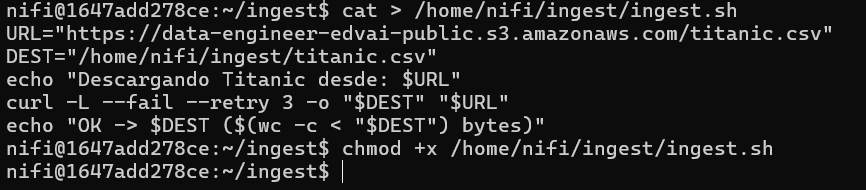 nifi@1647add278ce:~/ingest$ cat > /home/nifi/ingest/ingest.sh
URL="https://data-engineer-edvai-public.s3.amazonaws.com/titanic.csv"
DEST="/home/nifi/ingest/titanic.csv"
echo "Descargando Titanic desde: $URL"
curl -L --fail --retry 3 -o "$DEST" "$URL"
echo "OK -> $DEST ($(wc -c < "$DEST") bytes)"
nifi@1647add278ce:~/ingest$ chmod +x /home/nifi/ingest/ingest.sh
nifi@1647add278ce:~/ingest$